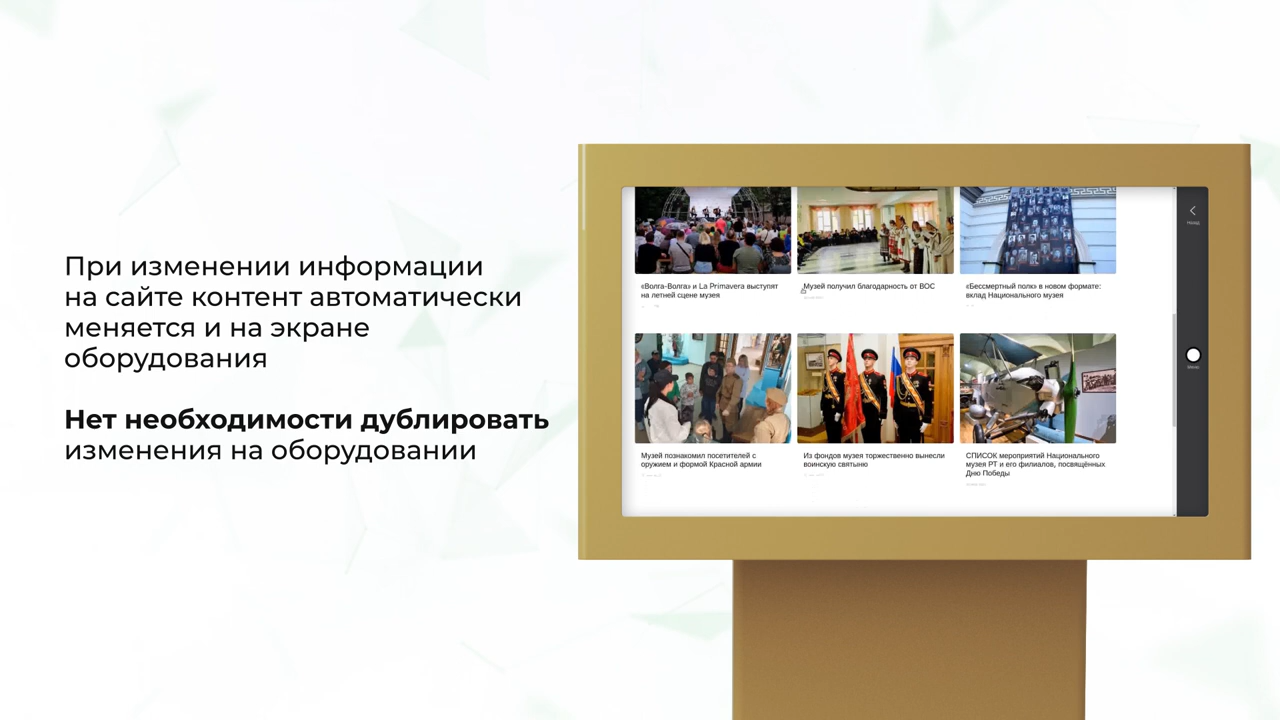 При изменении информации
на сайте контент автоматически
меняется и на экране
оборудования
Нет необходимости дублировать
изменения на оборудовании
«Волга-Волга» и La Primavera выступят
на летней сцене музея
Музей получил благодарность от ВОС
«Бессмертный полк» в новом формате:
вклад Национального музея
Музей познакомил посетителей с
оружием и формой Красной армии
Из фондов музея торжественно вынесли
воинскую святыню
СПИСОК мероприятий Национального
музея РТ и его филиалов, посвящённых
Дню Победы
Назад
Меню